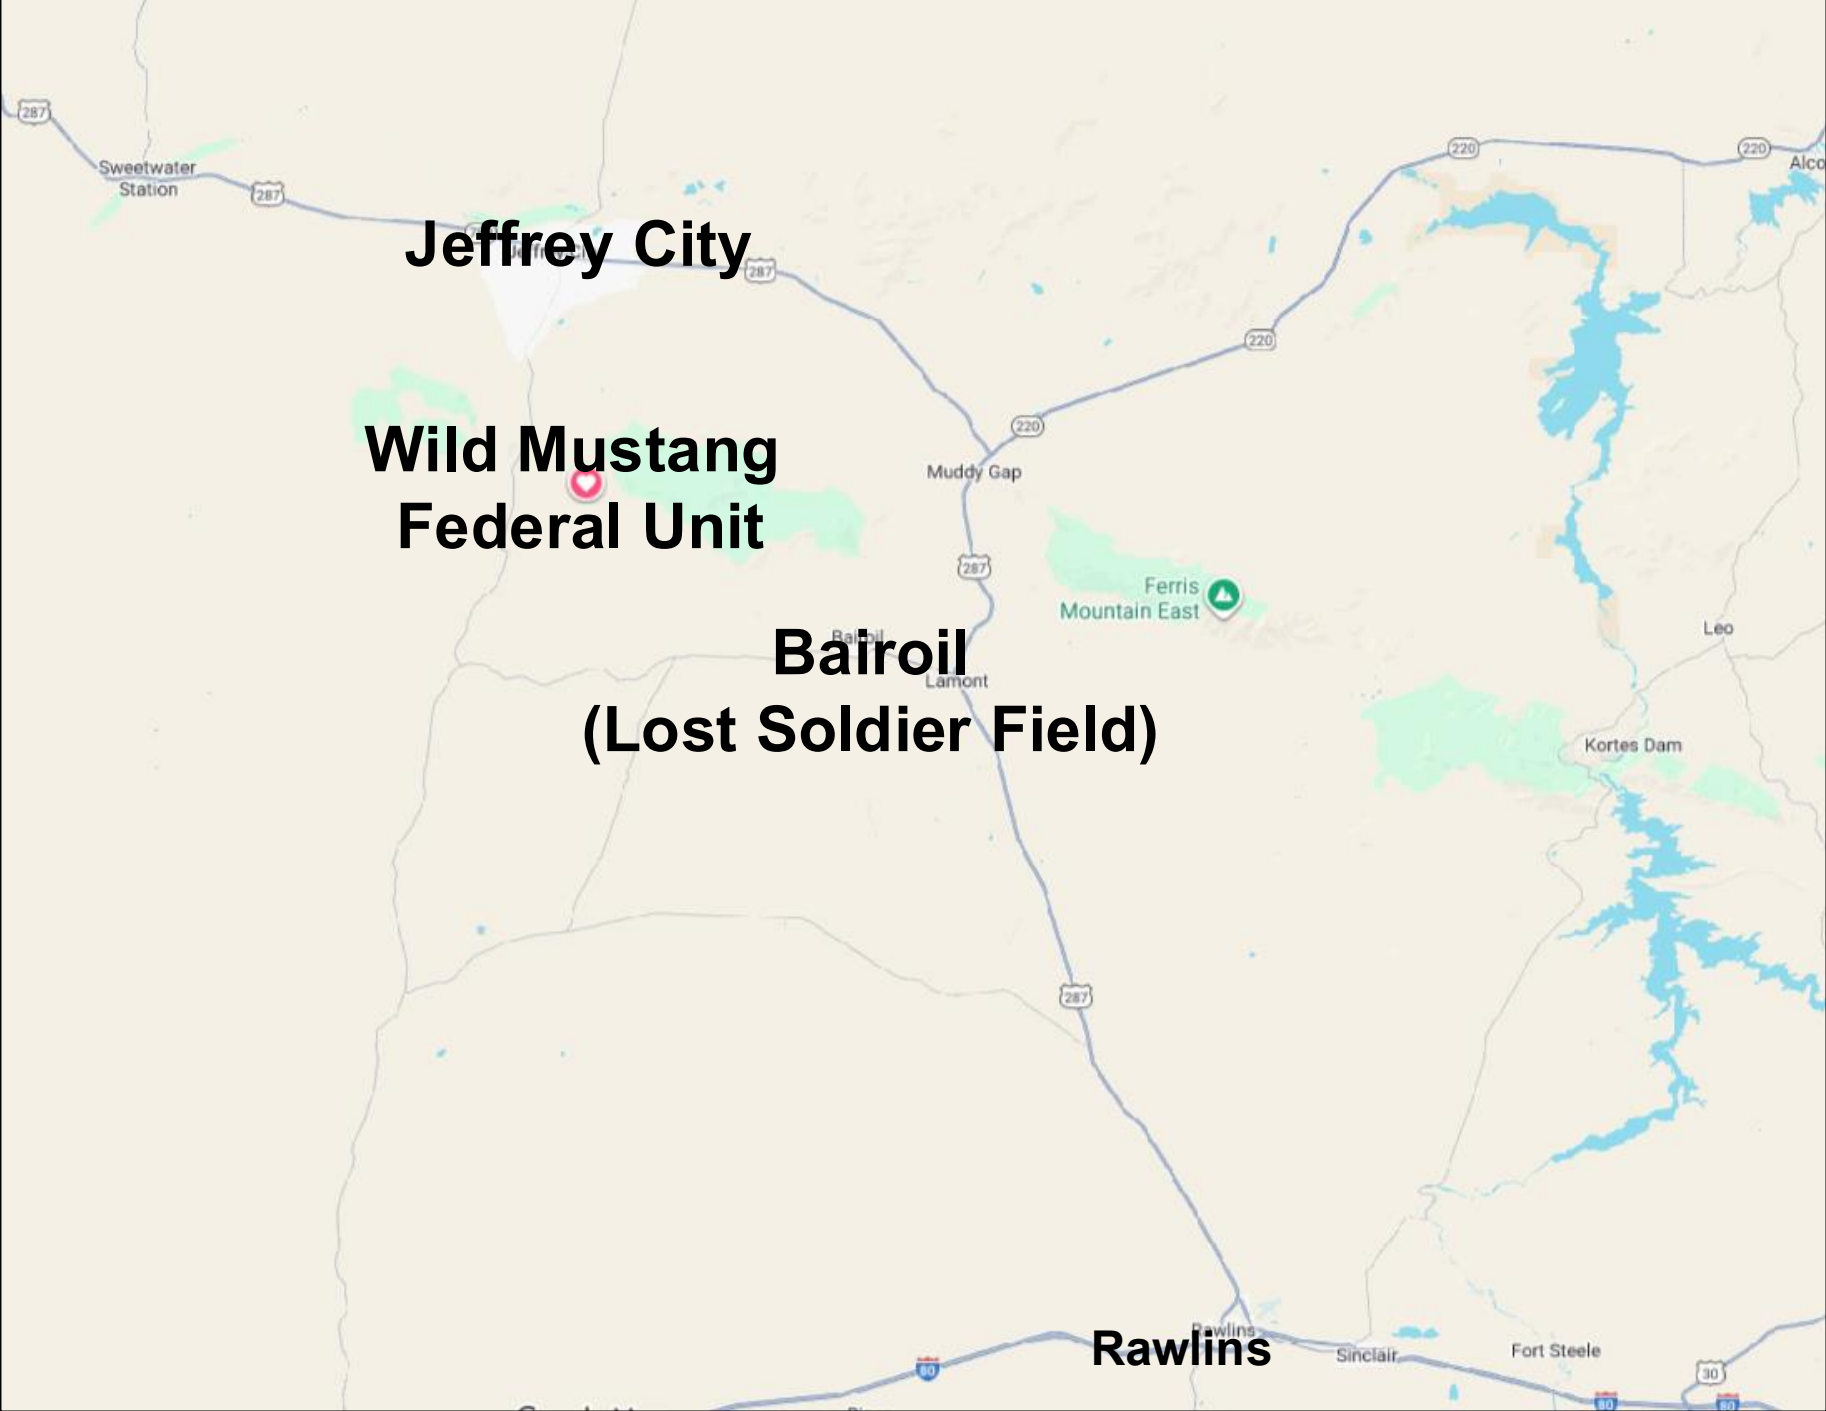 287
Sweetwater
Station
287
Jeffrey City
287
220
220
Alco
220
Wild Mustang
Federal Unit
220
Muddy Gap
287
Ferris
Mountain East
Bairoil
Bairoil
Lamont
(Lost Soldier Field)
Leo
Kortes Dam
287
Rawlins
Rawlins
Sinclair
Fort Steele
80
30
80
80